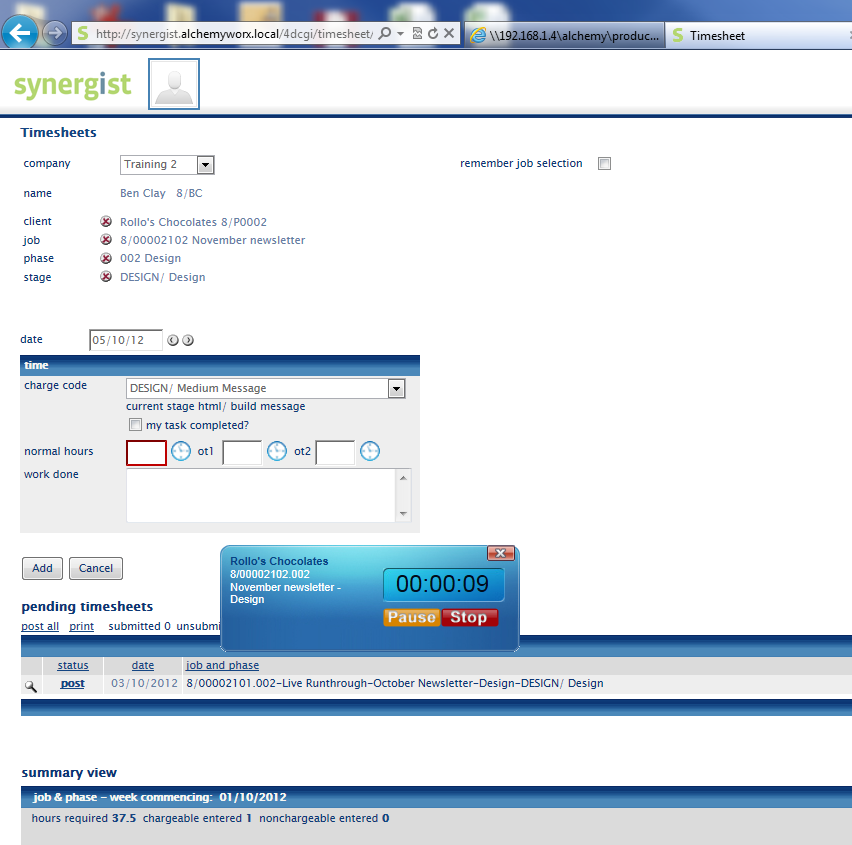 http://synergist.alchemyworx.local/4dcgi/timesheet/
\\192.168.1.4\alchemy\produc...
Timesheet
synergist
Timesheets
company Training 2 remember job selection
name Ben Clay 8/BC
client Rollo's Chocolates 8/P0002
job 8/00002102 November newsletter
phase 002 Design
stage DESIGN/ Design
date 05/10/12
time
charge code DESIGN/ Medium Message
current stage html/ build message
my task completed?
normal hours ot1 ot2
work done
Add Cancel
Rollo's Chocolates
8/00002102.002
November newsletter -
Design
00:00:09
Pause Stop
pending timesheets
post all print submitted 0 unsubmi
status date job and phase
post 03/10/2012 8/00002101.002-Live Runthrough-October Newsletter-Design-DESIGN/ Design
summary view
job & phase - week commencing: 01/10/2012
hours required 37.5 chargeable entered 1 nonchargeable entered 0